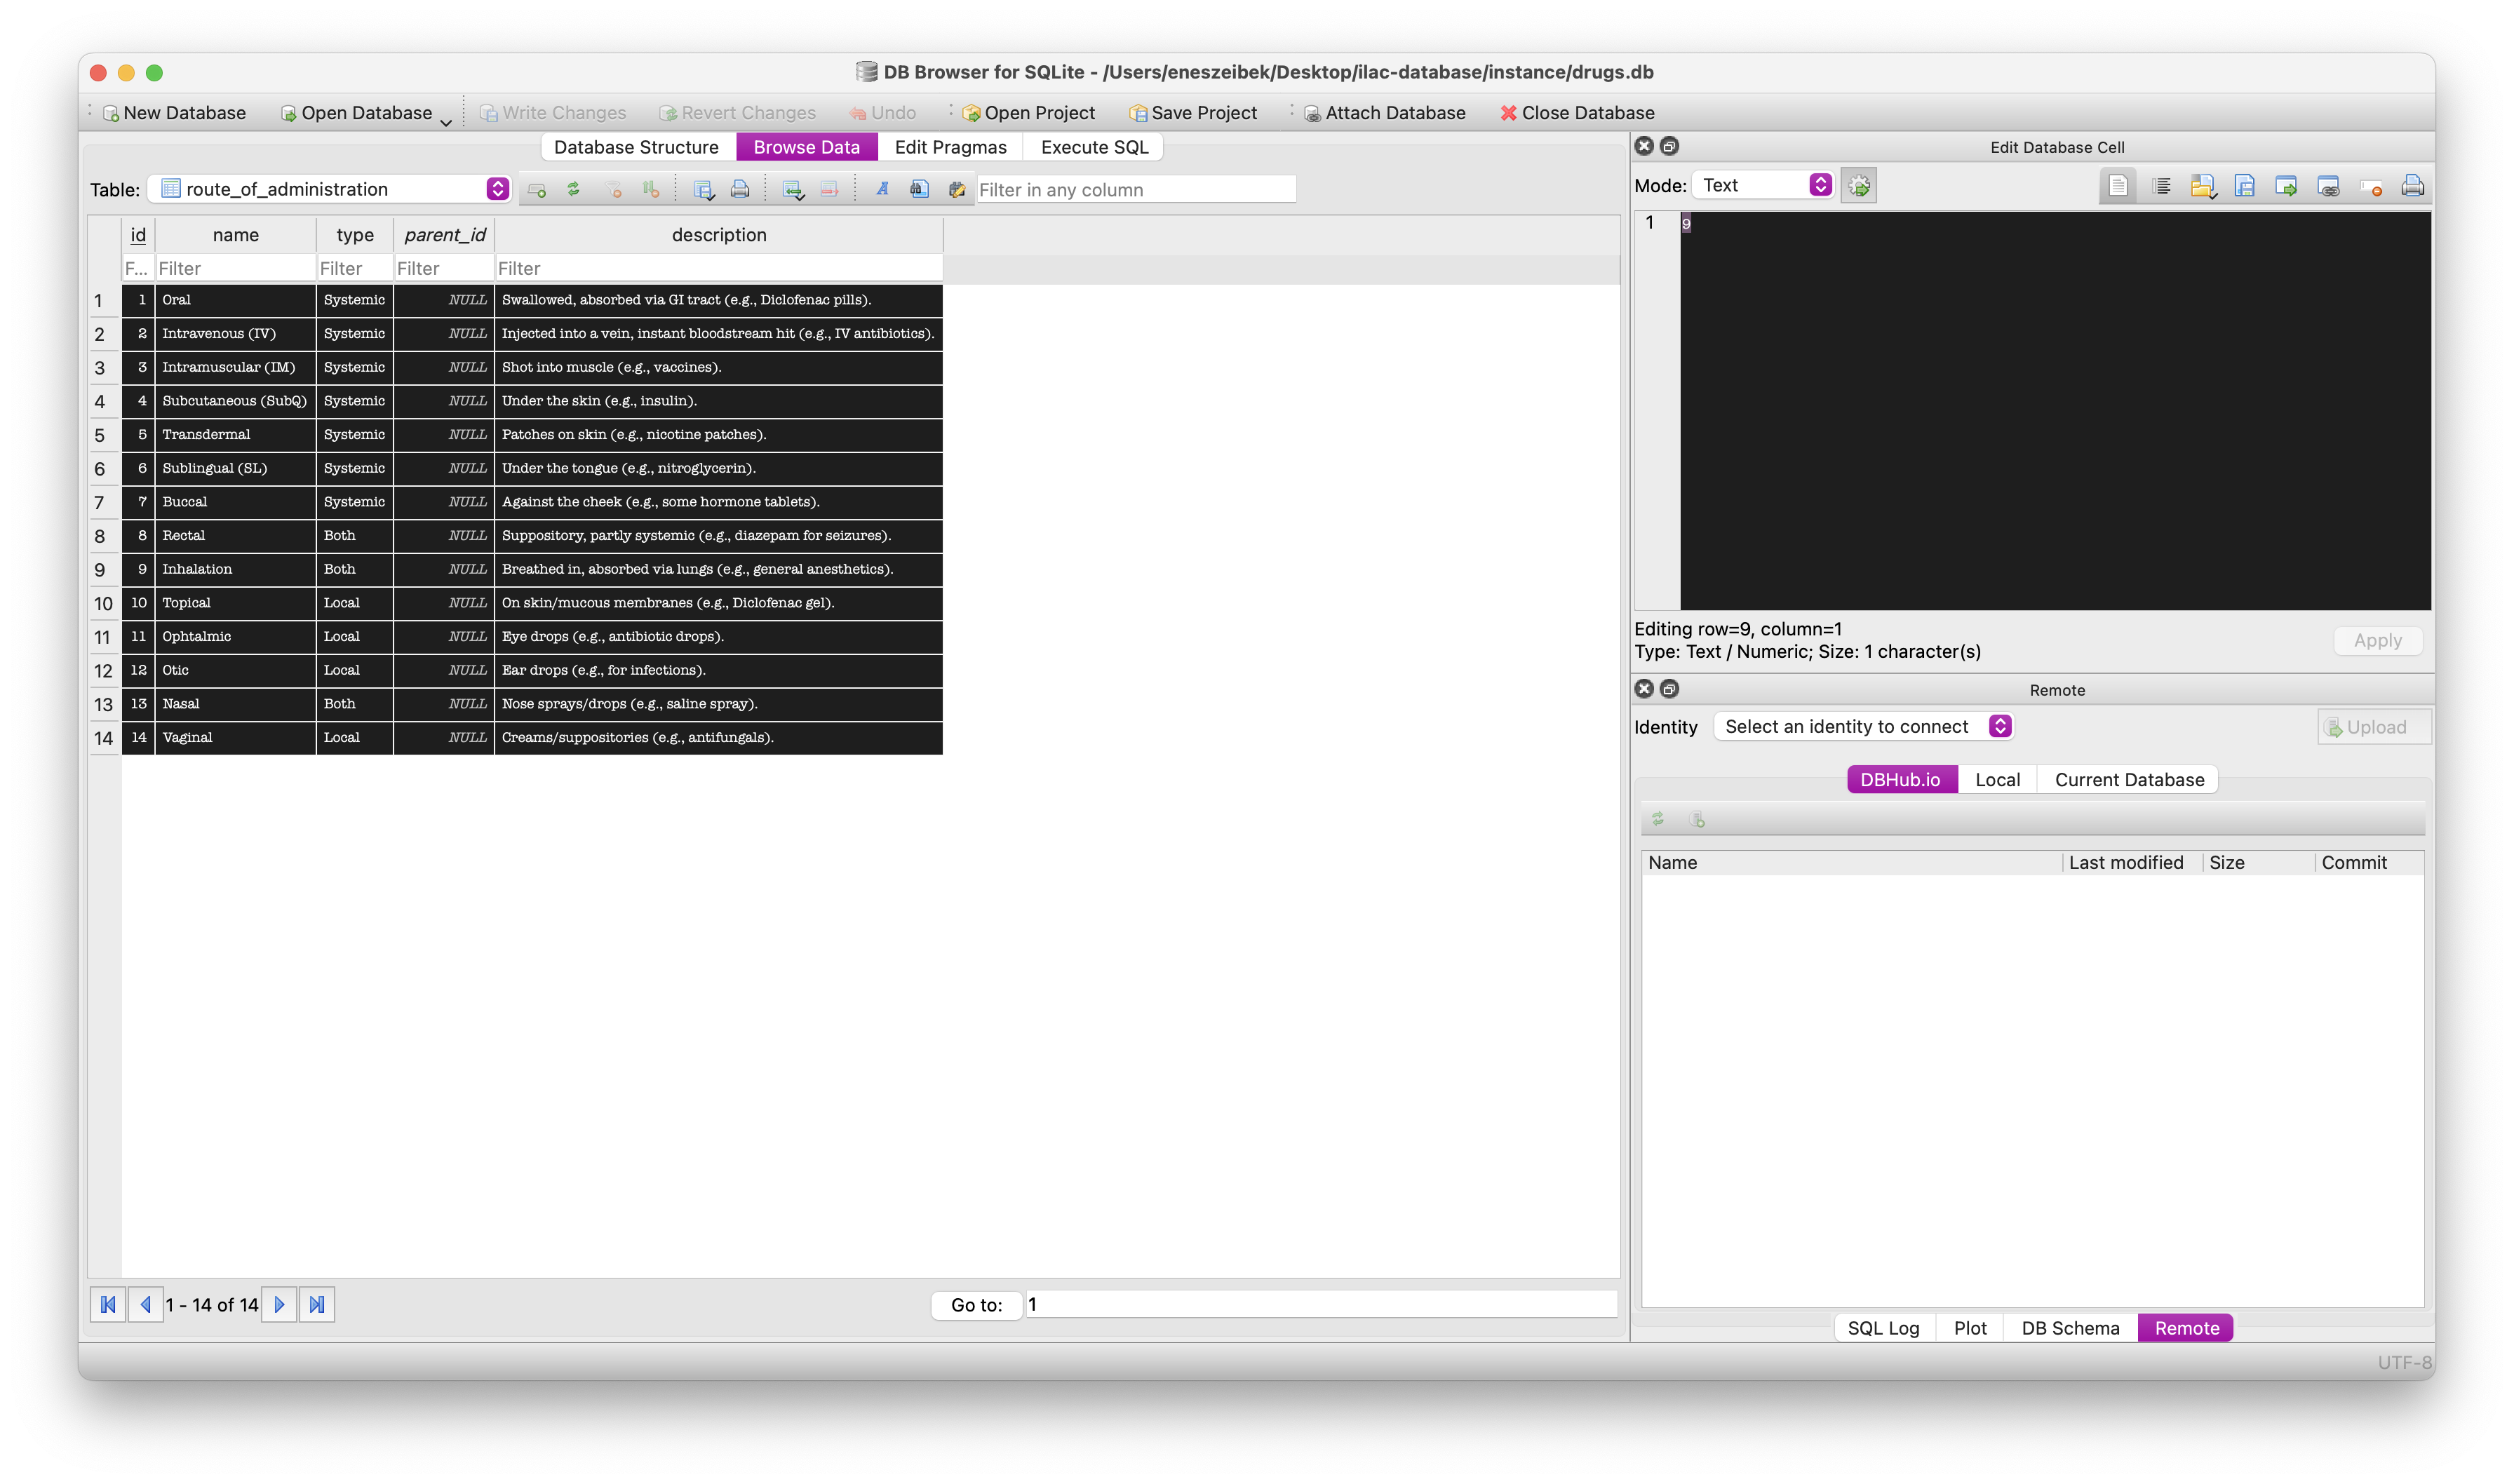 DB Browser for SQLite - /Users/eneszeibek/Desktop/ilac-database/instance/drugs.db
New Database Open Database Write Changes Revert Changes Undo Open Project Save Project Attach Database Close Database
Database Structure Browse Data Edit Pragmas Execute SQL
Table: route_of_administration Filter in any column
id name type parent_id description
F... Filter Filter Filter Filter
1 1 Oral Systemic NULL Swallowed, absorbed via GI tract (e.g., Diclofenac pills).
2 2 Intravenous (IV) Systemic NULL Injected into a vein, instant bloodstream hit (e.g., IV antibiotics).
3 3 Intramuscular (IM) Systemic NULL Shot into muscle (e.g., vaccines).
4 4 Subcutaneous (SubQ) Systemic NULL Under the skin (e.g., insulin).
5 5 Transdermal Systemic NULL Patches on skin (e.g., nicotine patches).
6 6 Sublingual (SL) Systemic NULL Under the tongue (e.g., nitroglycerin).
7 7 Buccal Systemic NULL Against the cheek (e.g., some hormone tablets).
8 8 Rectal Both NULL Suppository, partly systemic (e.g., diazepam for seizures).
9 9 Inhalation Both NULL Breathed in, absorbed via lungs (e.g., general anesthetics).
10 10 Topical Local NULL On skin/mucous membranes (e.g., Diclofenac gel).
11 11 Ophtalmic Local NULL Eye drops (e.g., antibiotic drops).
12 12 Otic Local NULL Ear drops (e.g., for infections).
13 13 Nasal Both NULL Nose sprays/drops (e.g., saline spray).
14 14 Vaginal Local NULL Creams/suppositories (e.g., antifungals).
1 - 14 of 14 Go to: 1
Edit Database Cell
Mode: Text
1 9
Editing row=9, column=1
Type: Text / Numeric; Size: 1 character(s)
Apply
Remote
Identity Select an identity to connect Upload
DBHub.io Local Current Database
Name Last modified Size Commit
SQL Log Plot DB Schema Remote
UTF-8